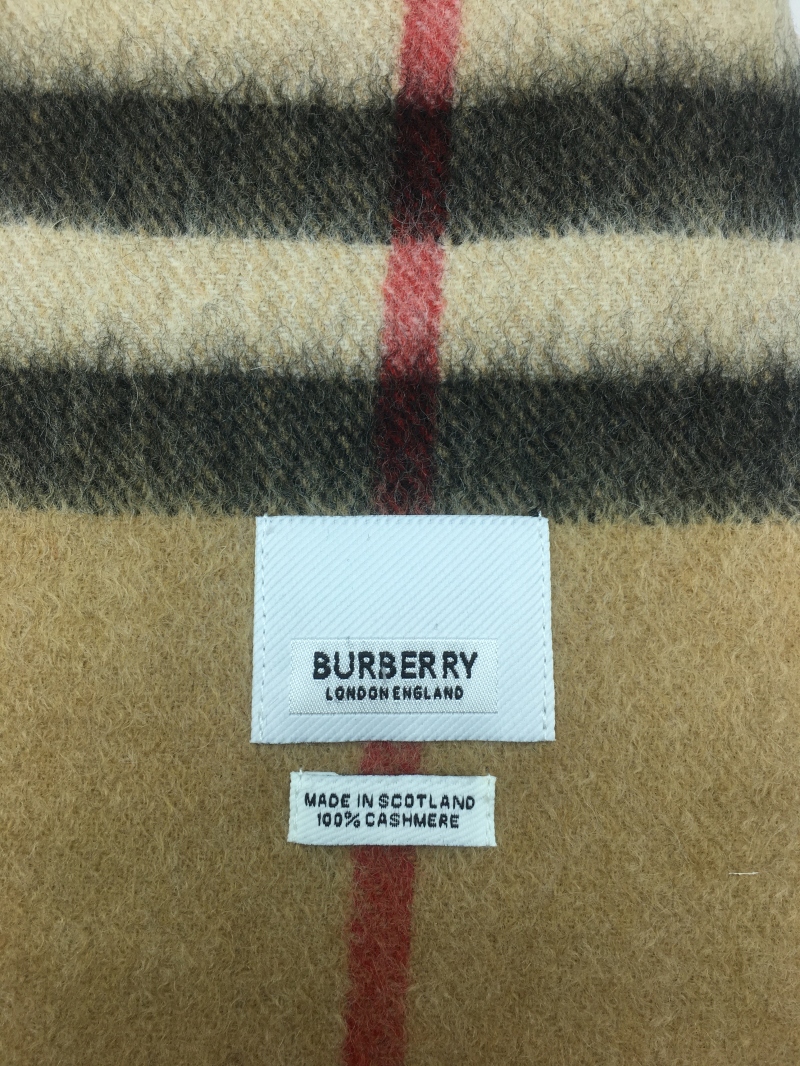 BURBERRY
LONDON ENGLAND
MADE IN SCOTLAND
100% CASHMERE